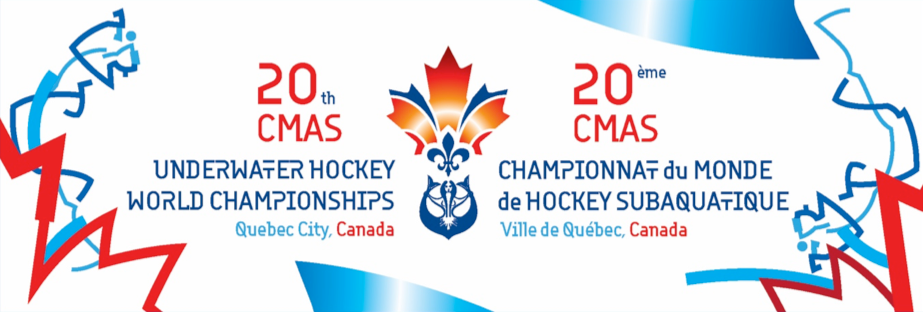 20th
CMAS
UNDERWATER HOCKEY
WORLD CHAMPIONSHIPS
Quebec City, Canada
20ème
CMAS
CHAMPIONNAT du MONDE
de HOCKEY SUBAQUATIQUE
Ville de Québec, Canada